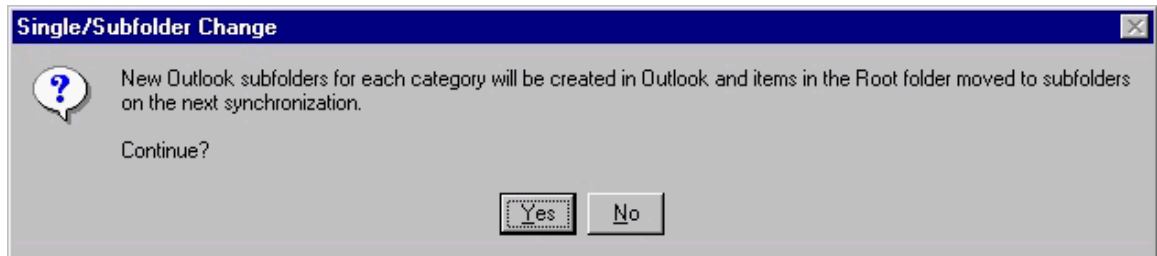 Single/Subfolder Change
New Outlook subfolders for each category will be created in Outlook and items in the Root folder moved to subfolders
on the next synchronization.
Continue?
Yes
No